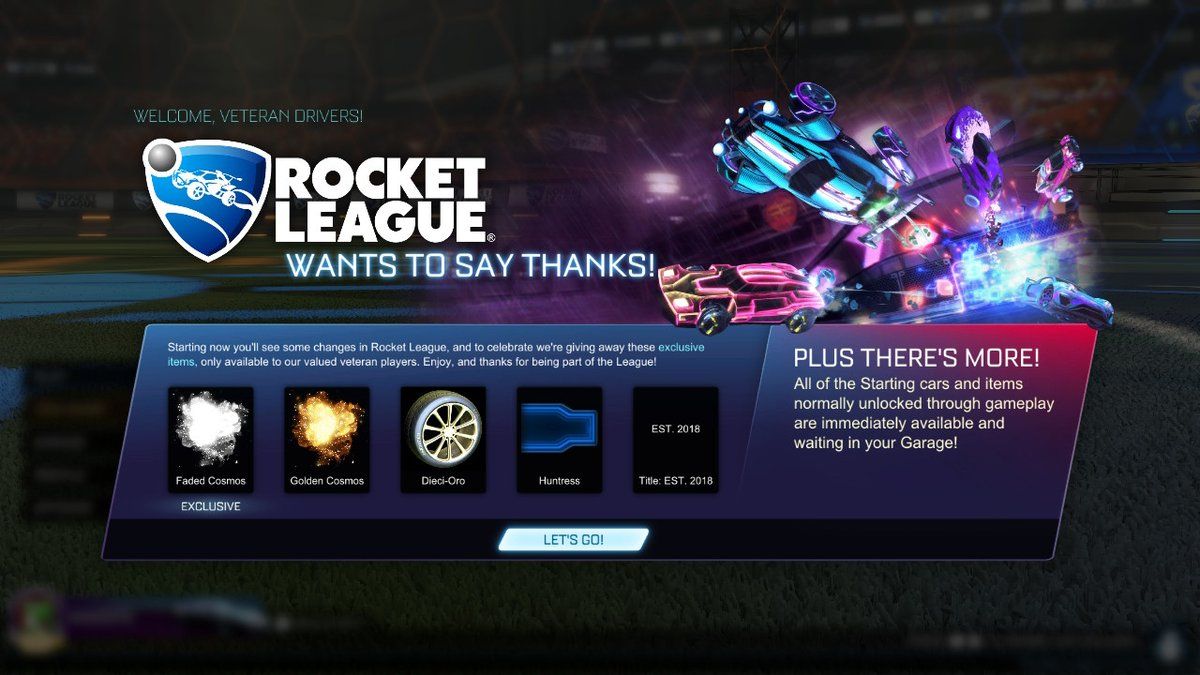 WELCOME, VETERAN DRIVERS!
ROCKET
LEAGUE®
WANTS TO SAY THANKS!
Starting now you'll see some changes in Rocket League, and to celebrate we're giving away these exclusive
items, only available to our valued veteran players. Enjoy, and thanks for being part of the League!
Faded Cosmos
Golden Cosmos
Dieci-Oro
Huntress
EST. 2018
Title: EST. 2018
EXCLUSIVE
PLUS THERE'S MORE!
All of the Starting cars and items
normally unlocked through gameplay
are immediately available and
waiting in your Garage!
LET'S GO!